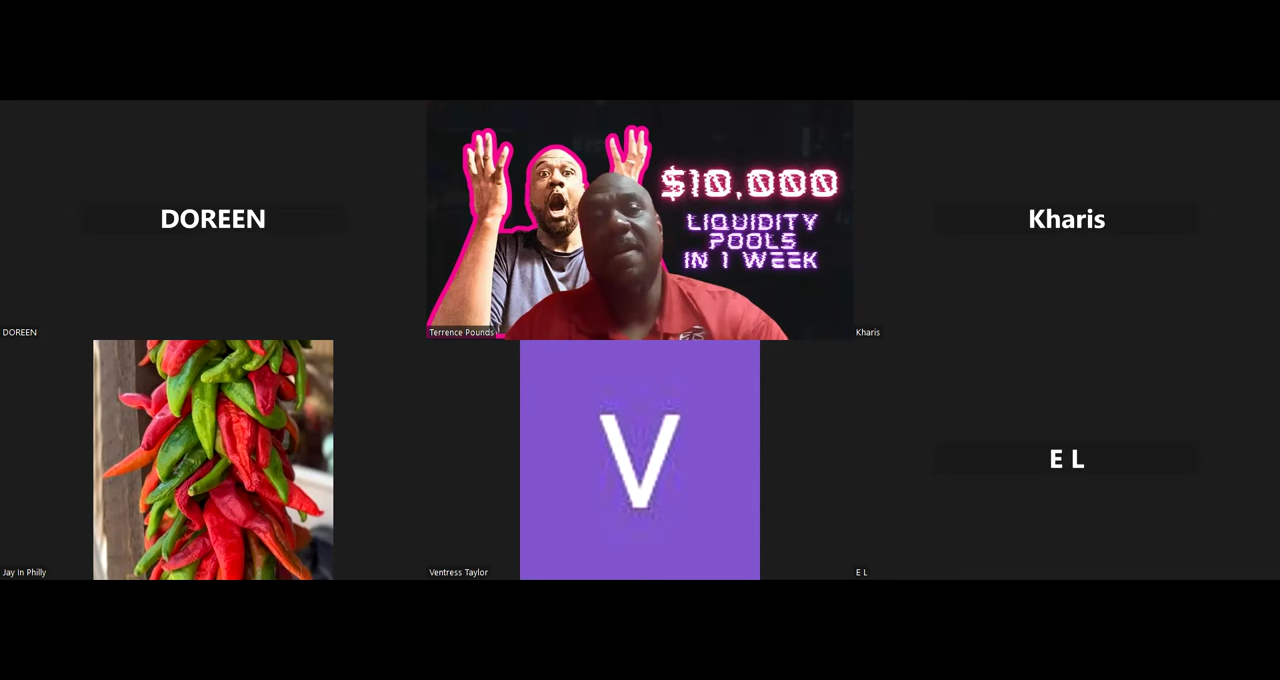 DOREEN
DOREEN
$10,000
LIQUIDITY
POOLS
IN 1 WEEK
Terrence Pounds
Kharis
Kharis
Jay In Philly
V
Ventress Taylor
E L
E L